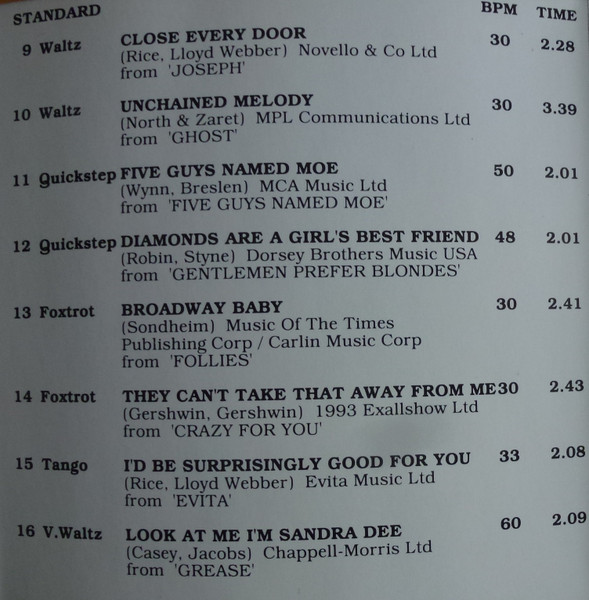 STANDARD BPM TIME
9 Waltz CLOSE EVERY DOOR 30 2.28
(Rice, Lloyd Webber) Novello & Co Ltd
from 'JOSEPH'
10 Waltz UNCHAINED MELODY 30 3.39
(North & Zaret) MPL Communications Ltd
from 'GHOST'
11 Quickstep FIVE GUYS NAMED MOE 50 2.01
(Wynn, Breslen) MCA Music Ltd
from 'FIVE GUYS NAMED MOE'
12 Quickstep DIAMONDS ARE A GIRL'S BEST FRIEND 48 2.01
(Robin, Styne) Dorsey Brothers Music USA
from 'GENTLEMEN PREFER BLONDES'
13 Foxtrot BROADWAY BABY 30 2.41
(Sondheim) Music Of The Times
Publishing Corp / Carlin Music Corp
from 'FOLLIES'
14 Foxtrot THEY CAN'T TAKE THAT AWAY FROM ME 30 2.43
(Gershwin, Gershwin) 1993 Exallshow Ltd
from 'CRAZY FOR YOU'
15 Tango I'D BE SURPRISINGLY GOOD FOR YOU 33 2.08
(Rice, Lloyd Webber) Evita Music Ltd
from 'EVITA'
16 V.Waltz LOOK AT ME I'M SANDRA DEE 60 2.09
(Casey, Jacobs) Chappell-Morris Ltd
from 'GREASE'